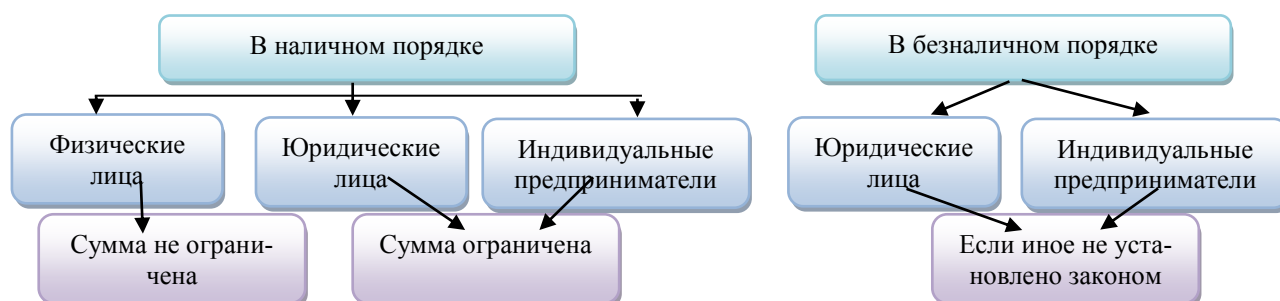 В наличном порядке
В безналичном порядке
Физические
лица
Юридические
лица
Индивидуальные
предприниматели
Юридические
лица
Индивидуальные
предприниматели
Сумма не ограни-
чена
Сумма ограничена
Если иное не уста-
новлено законом